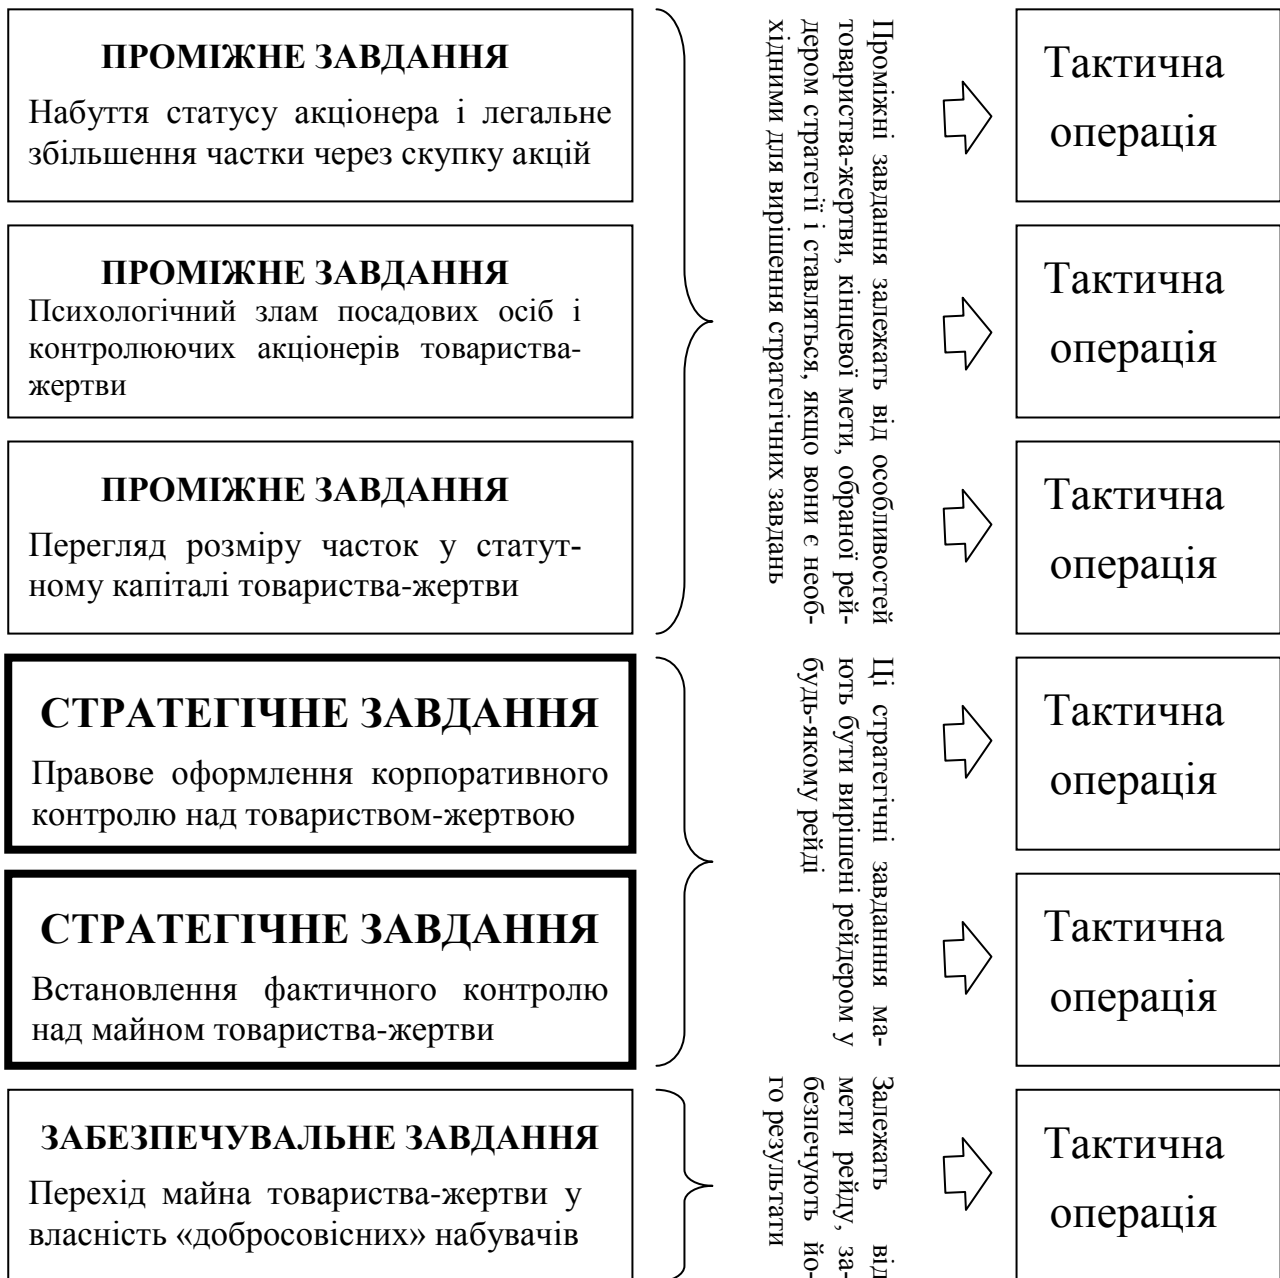 ПРОМІЖНЕ ЗАВДАННЯ
Набуття статусу акціонера і легальне
збільшення частки через скупку акцій
ПРОМІЖНЕ ЗАВДАННЯ
Психологічний злам посадових осіб і
контролюючих акціонерів товариства-
жертви
ПРОМІЖНЕ ЗАВДАННЯ
Перегляд розміру часток у статут-
ному капіталі товариства-жертви
Проміжні завдання залежать від особливостей
товариства-жертви, кінцевої мети, обраної рей-
дером стратегії і ставляться, якщо вони є необ-
хідними для вирішення стратегічних завдань
Тактична
операція
Тактична
операція
Тактична
операція
СТРАТЕГІЧНЕ ЗАВДАННЯ
Правове оформлення корпоративного
контролю над товариством-жертвою
СТРАТЕГІЧНЕ ЗАВДАННЯ
Встановлення фактичного контролю
над майном товариства-жертви
Ці стратегічні завдання ма-
ють бути вирішені рейдером у
будь-якому рейді
Тактична
операція
Тактична
операція
ЗАБЕЗПЕЧУВАЛЬНЕ ЗАВДАННЯ
Перехід майна товариства-жертви у
власність «добросовісних» набувачів
Залежать від
мети рейду, за-
безпечують йо-
го результати
Тактична
операція